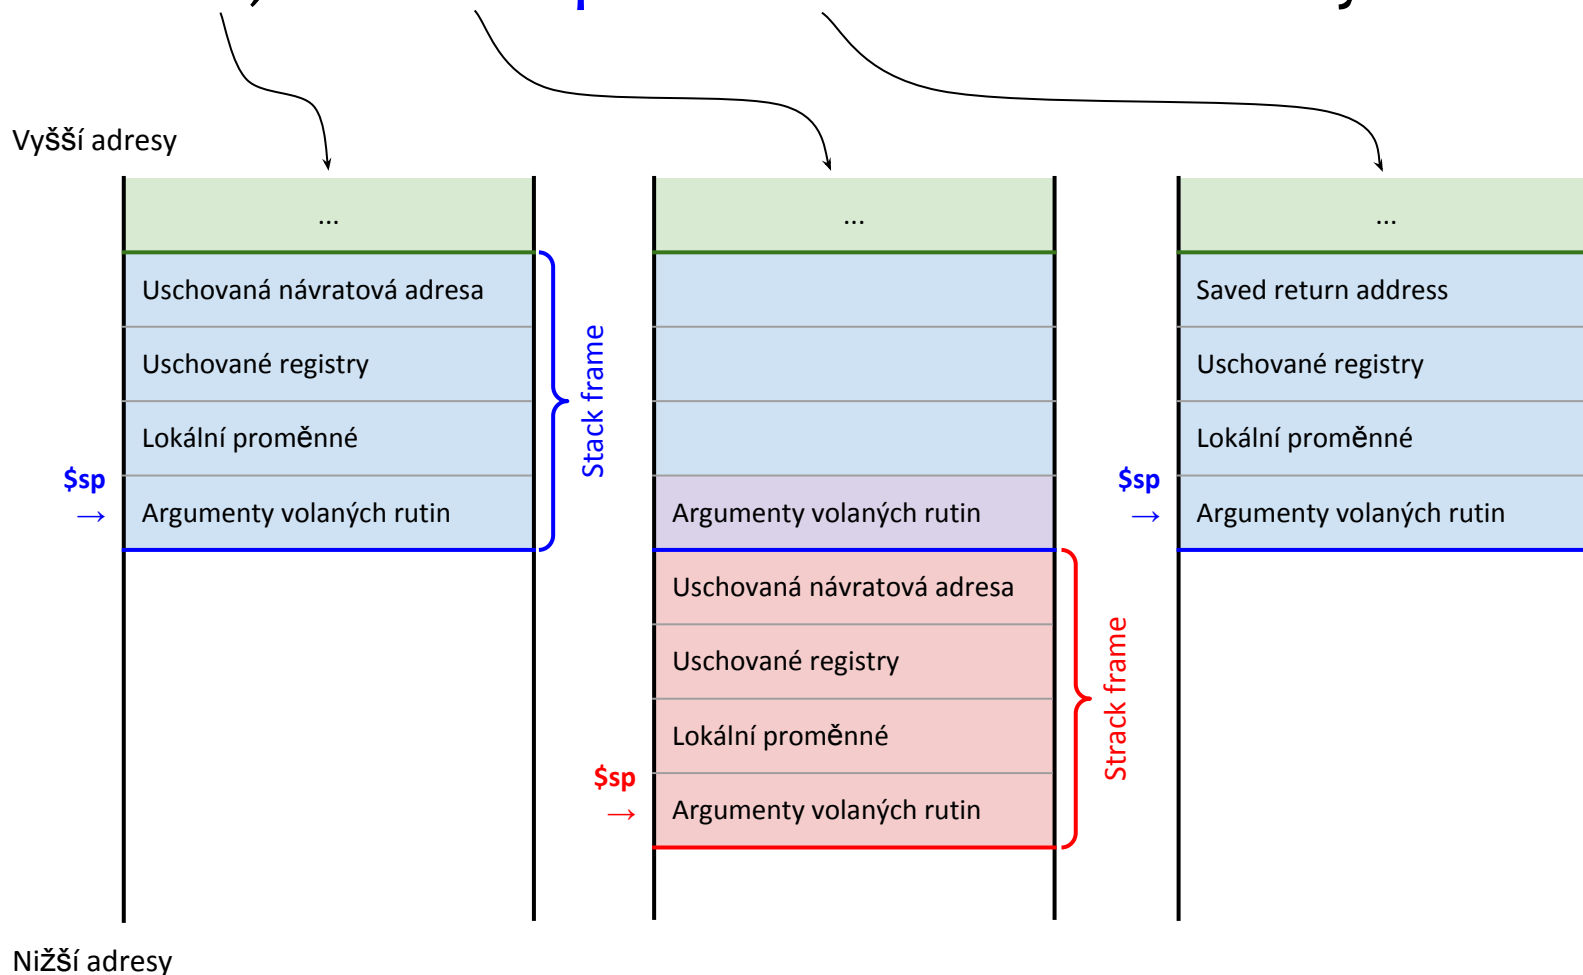 Vyšší adresy
...
Uschovaná návratová adresa
Uschované registry
Lokální proměnné
$sp
→
Argumenty volaných rutin
Stack frame
...
Argumenty volaných rutin
Uschovaná návratová adresa
Uschované registry
Lokální proměnné
$sp
→
Argumenty volaných rutin
Strack frame
...
Saved return address
Uschované registry
Lokální proměnné
$sp
→
Argumenty volaných rutin
Nižší adresy